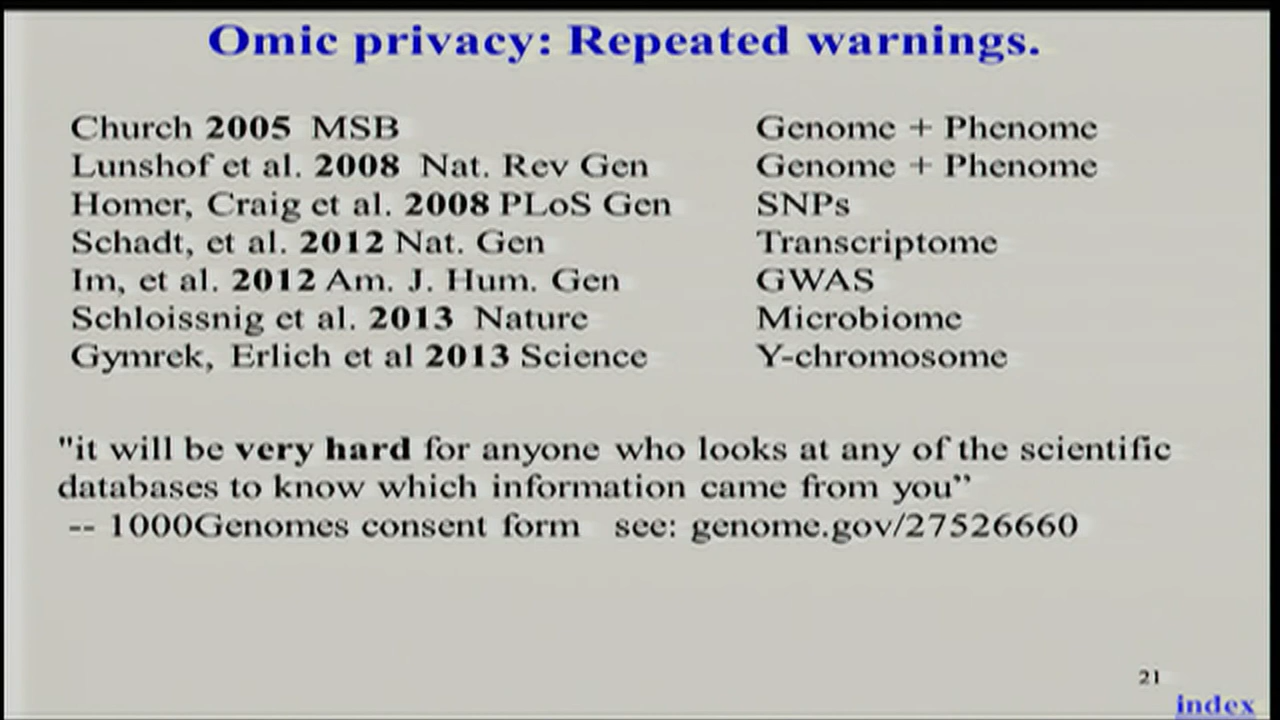 Omic privacy: Repeated warnings.
Church 2005 MSB Genome + Phenome
Lunshof et al. 2008 Nat. Rev Gen Genome + Phenome
Homer, Craig et al. 2008 PLoS Gen SNPs
Schadt, et al. 2012 Nat. Gen Transcriptome
Im, et al. 2012 Am. J. Hum. Gen GWAS
Schloissnig et al. 2013 Nature Microbiome
Gymrek, Erlich et al 2013 Science Y-chromosome
"it will be very hard for anyone who looks at any of the scientific
databases to know which information came from you”
-- 1000Genomes consent form see: genome.gov/27526660
21
index